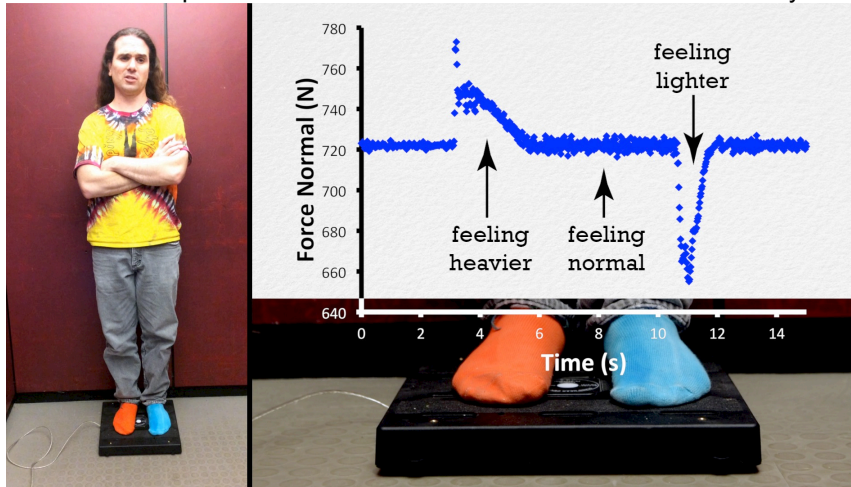 780
760
740
720
700
680
660
640
Force Normal (N)
feeling
heavier
feeling
normal
feeling
lighter
0 2 4 6 8 10 12 14
Time (s)